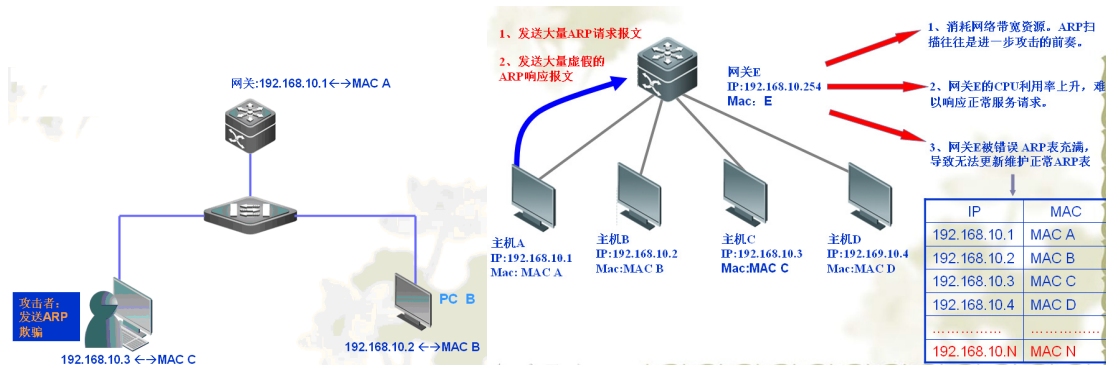 网关:192.168.10.1←→MAC A
攻击者：
发送ARP
欺骗
192.168.10.3 ←→MAC C
PC B
192.168.10.2 ←→MAC B
1、发送大量ARP请求报文
2、发送大量虚假的
ARP响应报文
网关E
IP:192.168.10.254
Mac: E
1、消耗网络带宽资源。ARP扫
描往往是进一步攻击的前奏。
2、网关E的CPU利用率上升，难
以响应正常服务请求。
3、网关E被错误 ARP表充满，
导致无法更新维护正常ARP表
主机A
IP:192.168.10.1
Mac: MAC A
主机B
IP:192.168.10.2
Mac:MAC B
主机C
IP:192.168.10.3
Mac:MAC C
主机D
IP:192.169.10.4
Mac:MAC D
IP MAC
192.168.10.1 MAC A
192.168.10.2 MAC B
192.168.10.3 MAC C
192.168.10.4 MAC D
…………… ……………
192.168.10.N MAC N